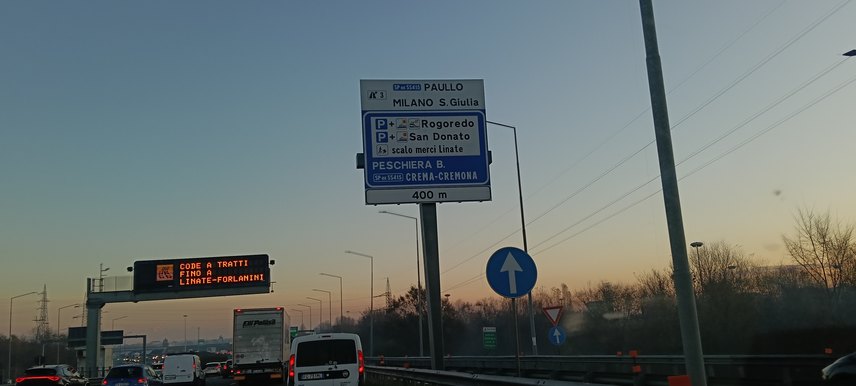 3 SP ex SS415 PAULLO
MILANO S.Giulia
P + Rogoredo
P + San Donato
scalo merci Linate
PESCHIERA B.
SP ex SS415 CREMA-CREMONA
400 m
CODE A TRATTI
FINO A
LINATE-FORLANINI